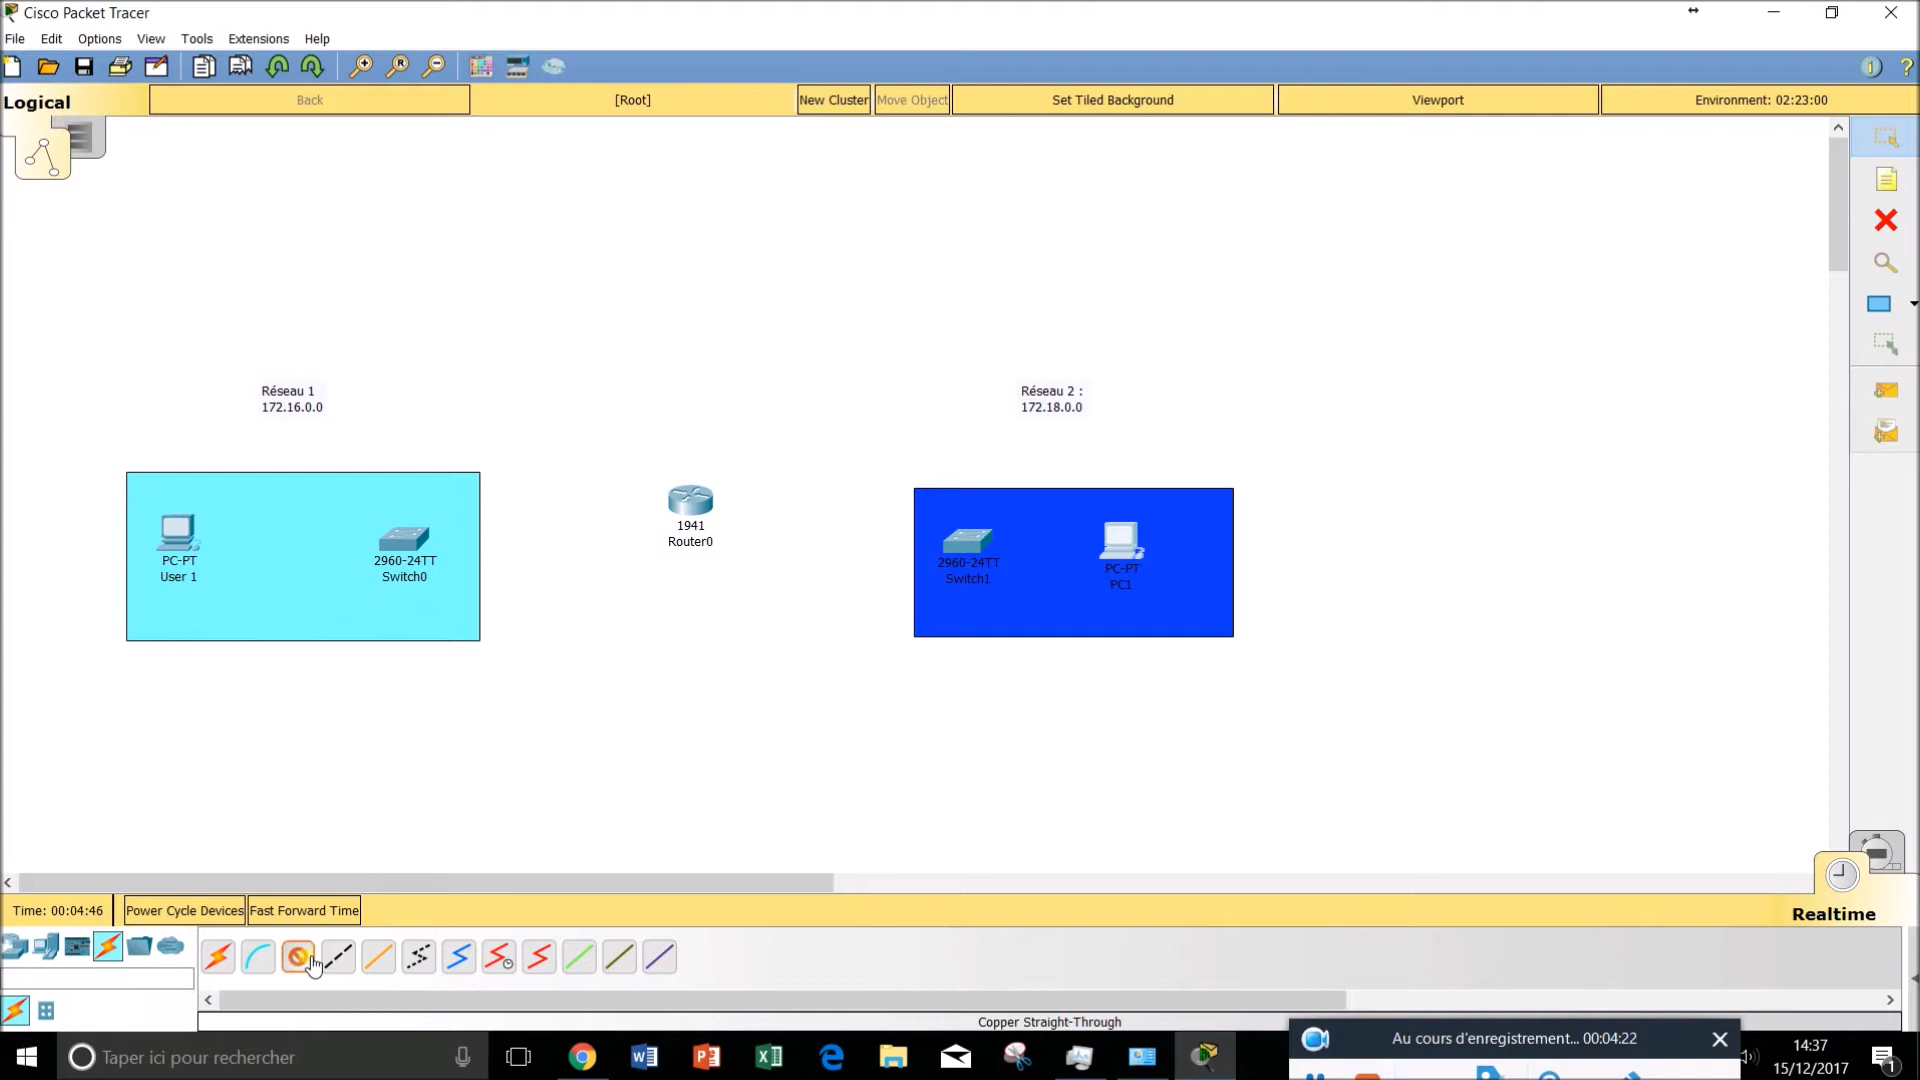 Cisco Packet Tracer
File Edit Options View Tools Extensions Help
Logical Back [Root] New Cluster Move Object Set Tiled Background Viewport Environment: 02:23:00
Réseau 1
172.16.0.0
Réseau 2 :
172.18.0.0
PC-PT
User 1
2960-24TT
Switch0
1941
Router0
2960-24TT
Switch1
PC-PT
PC1
Time: 00:04:46 Power Cycle Devices Fast Forward Time Realtime
Copper Straight-Through
Au cours d'enregistrement... 00:04:22
Taper ici pour rechercher
14:37
15/12/2017
1